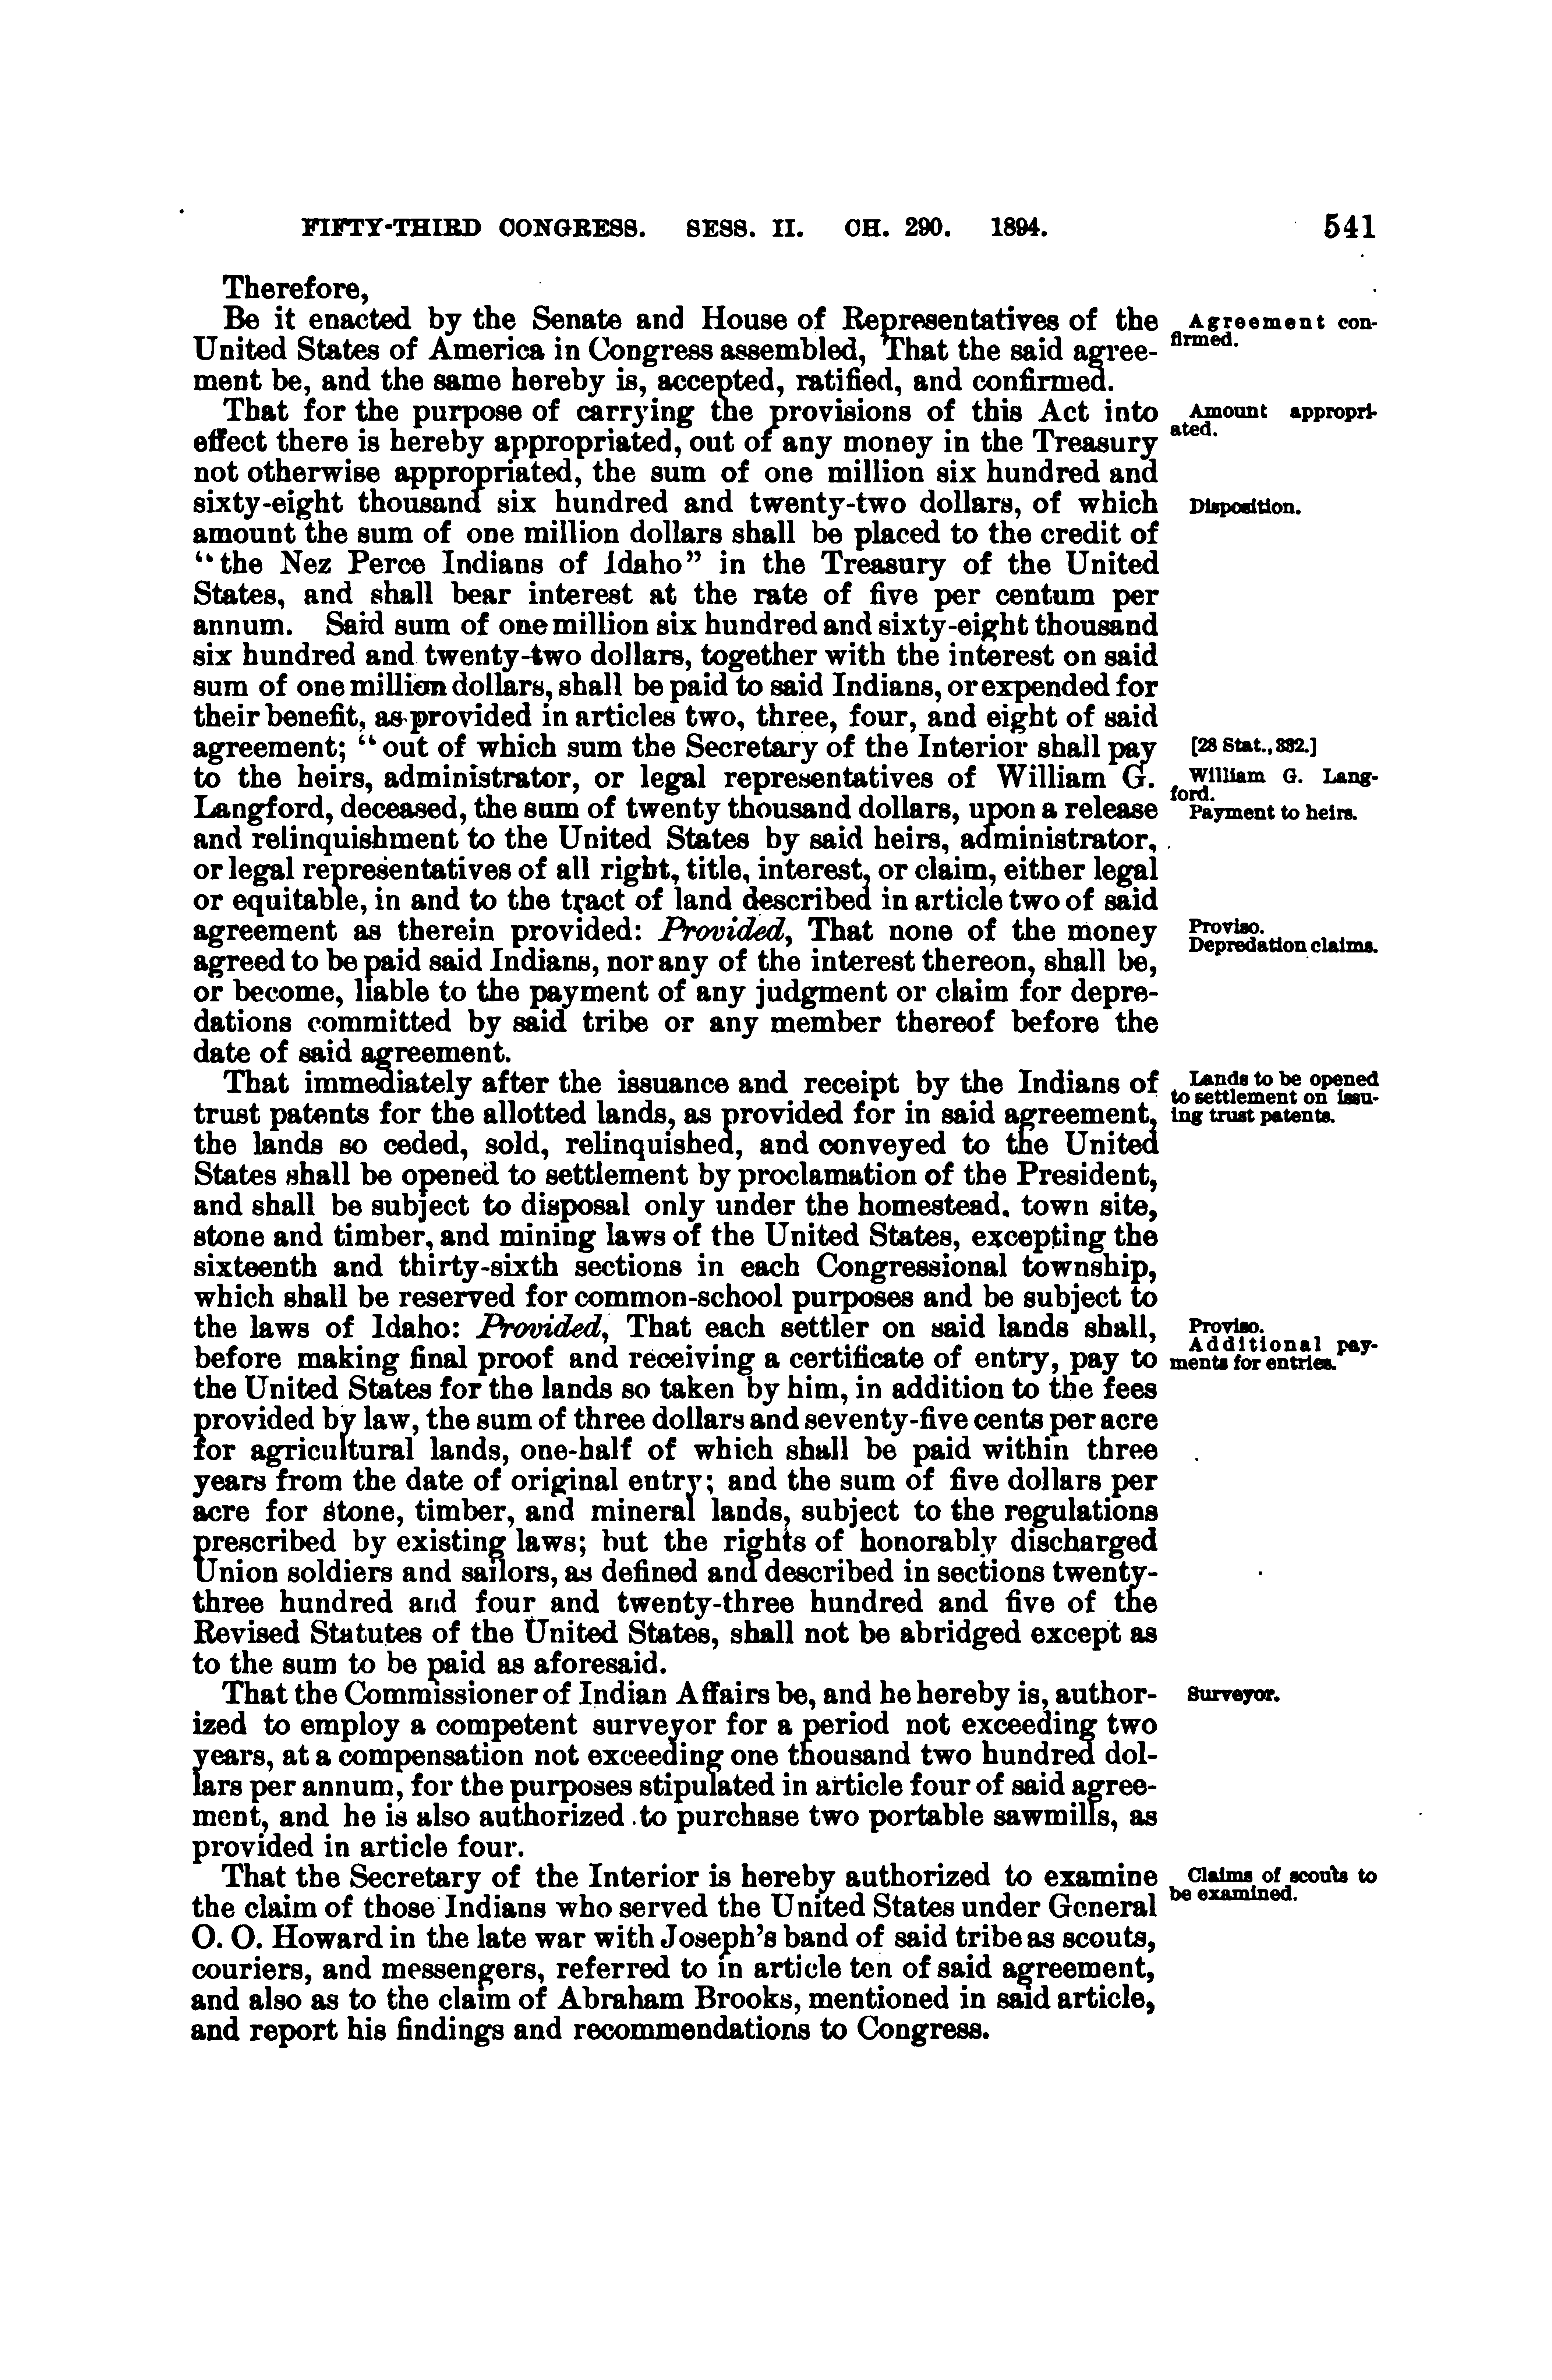 FIFTY-THIRD CONGRESS. SESS. II. CH. 290. 1894. 541
Therefore,
Be it enacted by the Senate and House of Representatives of the
United States of America in Congress assembled, That the said agree-
ment be, and the same hereby is, accepted, ratified, and confirmed.
Agreement con-
firmed.
That for the purpose of carrying the provisions of this Act into
effect there is hereby appropriated, out of any money in the Treasury
not otherwise appropriated, the sum of one million six hundred and
sixty-eight thousand six hundred and twenty-two dollars, of which
amount the sum of one million dollars shall be placed to the credit of
“the Nez Perce Indians of Idaho” in the Treasury of the United
States, and shall bear interest at the rate of five per centum per
annum. Said sum of one million six hundred and sixty-eight thousand
six hundred and twenty-two dollars, together with the interest on said
sum of one million dollars, shall be paid to said Indians, or expended for
their benefit, as provided in articles two, three, four, and eight of said
agreement; “out of which sum the Secretary of the Interior shall pay
to the heirs, administrator, or legal representatives of William G.
Langford, deceased, the sum of twenty thousand dollars, upon a release
and relinquishment to the United States by said heirs, administrator,
or legal representatives of all right, title, interest, or claim, either legal
or equitable, in and to the tract of land described in article two of said
agreement as therein provided: Provided, That none of the money
agreed to be paid said Indians, nor any of the interest thereon, shall be,
or become, liable to the payment of any judgment or claim for depre-
dations committed by said tribe or any member thereof before the
date of said agreement.
Amount appropri-
ated.
Disposition.
[28 Stat., 332.]
William G. Lang-
ford.
Payment to heirs.
Proviso.
Depredation claims.
That immediately after the issuance and receipt by the Indians of
trust patents for the allotted lands, as provided for in said agreement,
the lands so ceded, sold, relinquished, and conveyed to the United
States shall be opened to settlement by proclamation of the President,
and shall be subject to disposal only under the homestead, town site,
stone and timber, and mining laws of the United States, excepting the
sixteenth and thirty-sixth sections in each Congressional township,
which shall be reserved for common-school purposes and be subject to
the laws of Idaho: Provided, That each settler on said lands shall,
before making final proof and receiving a certificate of entry, pay to
the United States for the lands so taken by him, in addition to the fees
provided by law, the sum of three dollars and seventy-five cents per acre
for agricultural lands, one-half of which shall be paid within three
years from the date of original entry; and the sum of five dollars per
acre for stone, timber, and mineral lands, subject to the regulations
prescribed by existing laws; but the rights of honorably discharged
Union soldiers and sailors, as defined and described in sections twenty-
three hundred and four and twenty-three hundred and five of the
Revised Statutes of the United States, shall not be abridged except as
to the sum to be paid as aforesaid.
Lands to be opened
to settlement on issu-
ing trust patents.
Proviso.
Additional pay-
ments for entries.
That the Commissioner of Indian Affairs be, and he hereby is, author-
ized to employ a competent surveyor for a period not exceeding two
years, at a compensation not exceeding one thousand two hundred dol-
lars per annum, for the purposes stipulated in article four of said agree-
ment, and he is also authorized to purchase two portable sawmills, as
provided in article four.
Surveyor.
That the Secretary of the Interior is hereby authorized to examine
the claim of those Indians who served the United States under General
O. O. Howard in the late war with Joseph's band of said tribe as scouts,
couriers, and messengers, referred to in article ten of said agreement,
and also as to the claim of Abraham Brooks, mentioned in said article,
and report his findings and recommendations to Congress.
Claims of scouts to
be examined.